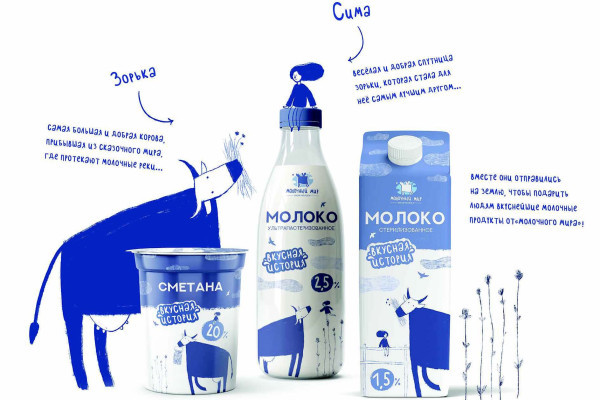 Сима
весёлая и добрая спутница
Зорьки, которая стала для
неё самым лучшим другом...
Зорька
самая большая и добрая корова,
прибывшая из сказочного мира,
где протекают молочные реки...
Вместе они отправились
на Землю, чтобы подарить
людям вкуснейшие молочные
продукты от «Молочного мира»!
СМЕТАНА
ВКУСНАЯ
ИСТОРИЯ
20%
МОЛОЧНЫЙ МИР
МОЛОКО
УЛЬТРАПАСТЕРИЗОВАННОЕ
ВКУСНАЯ
ИСТОРИЯ
2,5%
МОЛОЧНЫЙ МИР
МОЛОКО
СТЕРИЛИЗОВАННОЕ
ВКУСНАЯ
ИСТОРИЯ
1,5%